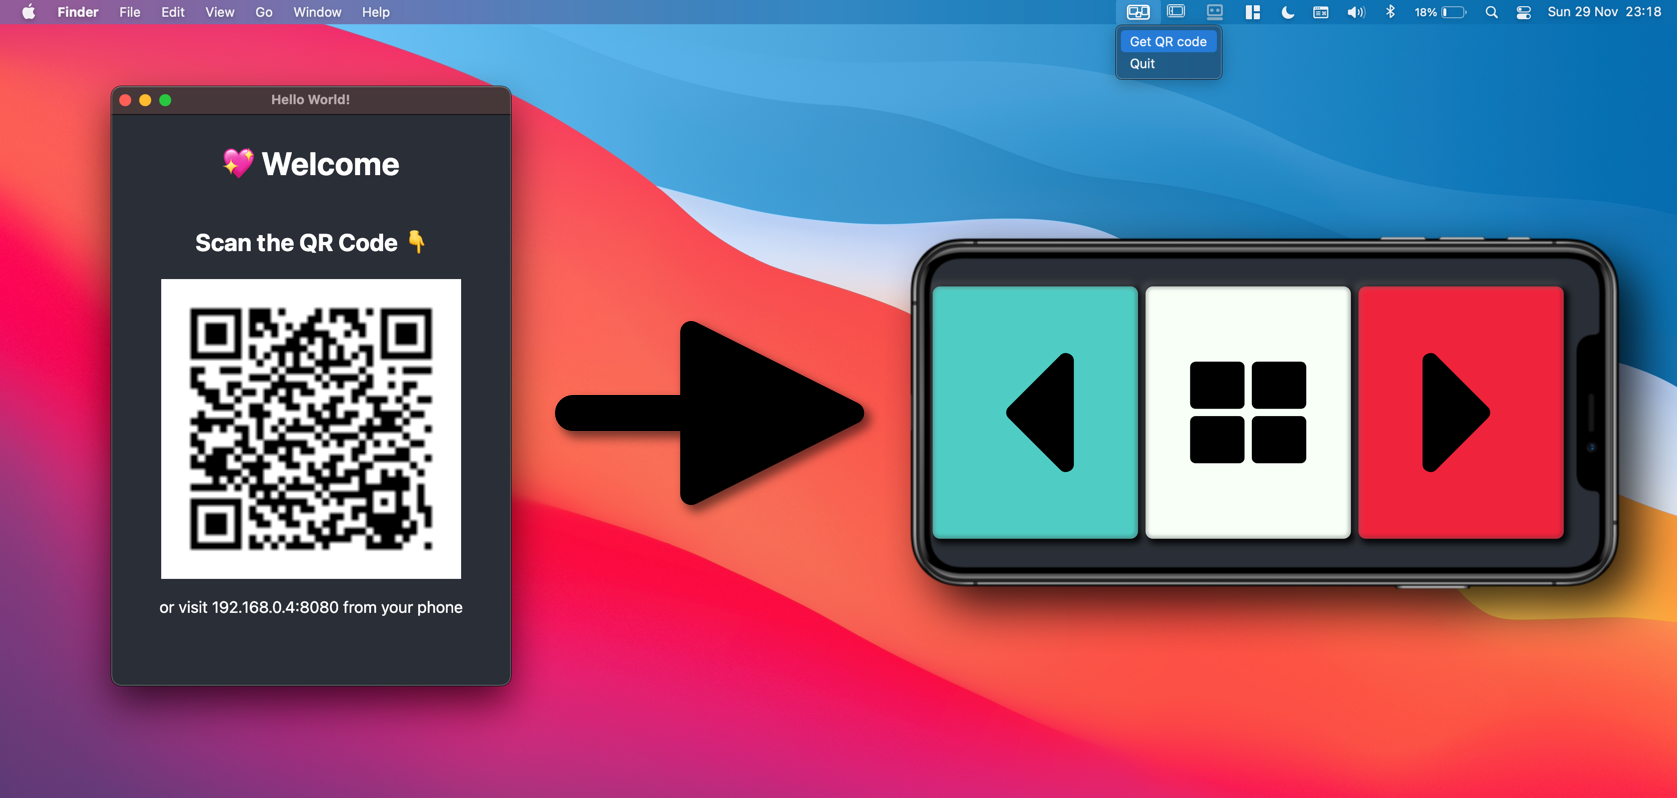 Finder File Edit View Go Window Help 18% Sun 29 Nov 23:18
Get QR code
Quit
Hello World!
💖 Welcome
Scan the QR Code 👇
or visit 192.168.0.4:8080 from your phone